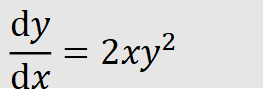 dy/dx = 2xy²